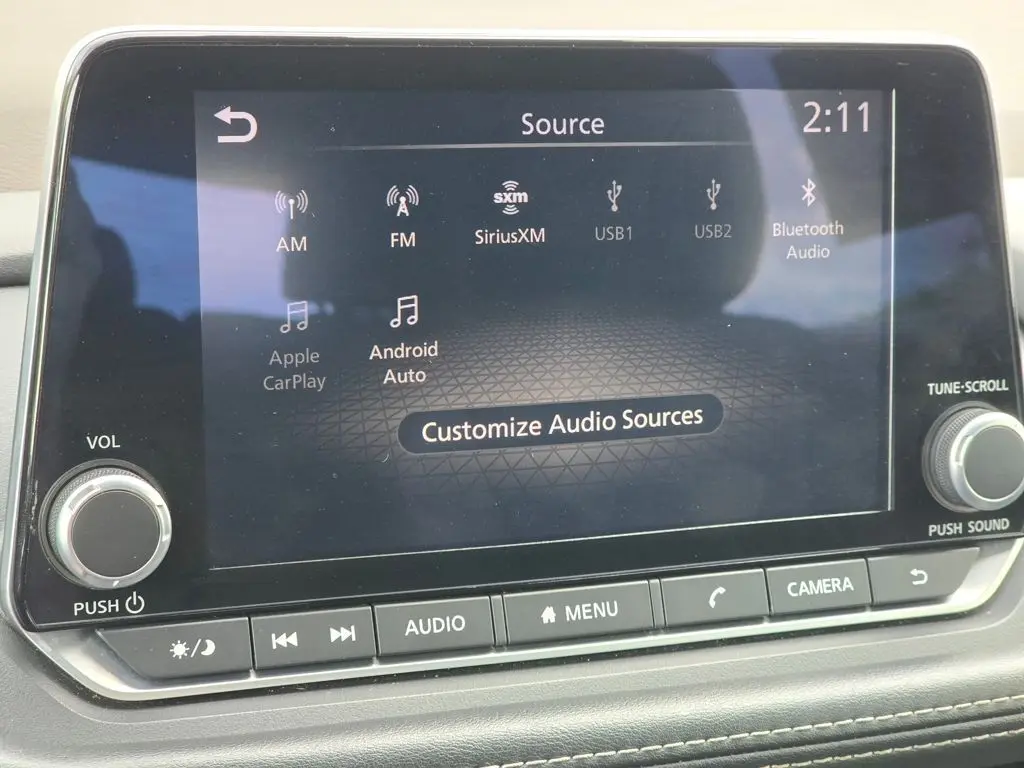 Source
2:11
AM
FM
sxm
SiriusXM
USB1
USB2
Bluetooth
Audio
Apple
CarPlay
Android
Auto
Customize Audio Sources
VOL
PUSH
TUNE·SCROLL
PUSH SOUND
AUDIO
MENU
CAMERA